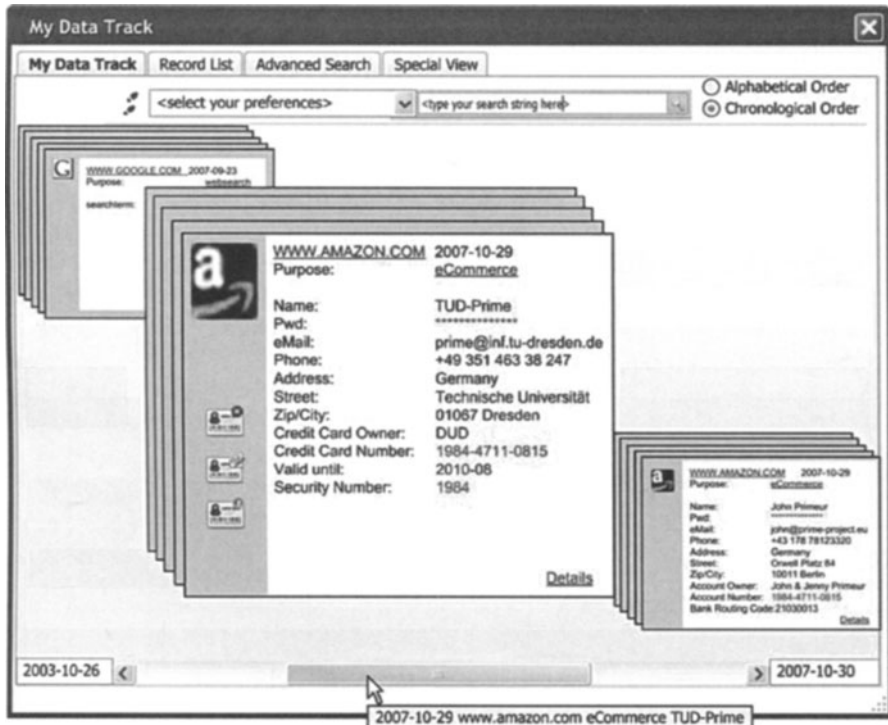 My Data Track
My Data Track Record List Advanced Search Special View
<select your preferences> <type your search string here> Alphabetical Order
Chronological Order
G WWW.GOOGLE.COM 2007-09-23
Purpose: websearch
searchterm:
a WWW.AMAZON.COM 2007-10-29
Purpose: eCommerce
Name: TUD-Prime
Pwd: **************
eMail: prime@inf.tu-dresden.de
Phone: +49 351 463 38 247
Address: Germany
Street: Technische Universität
Zip/City: 01067 Dresden
Credit Card Owner: DUD
Credit Card Number: 1984-4711-0815
Valid until: 2010-08
Security Number: 1984
Details
a WWW.AMAZON.COM 2007-10-29
Purpose: eCommerce
Name: John Primeur
Pwd: **************
eMail: john@prime-project.eu
Phone: +43 178 78123320
Address: Germany
Street: Orwell Platz 84
Zip/City: 10011 Berlin
Account Owner: John & Jenny Primeur
Account Number: 1984-4711-0815
Bank Routing Code: 21030013
Details
2003-10-26 2007-10-30
2007-10-29 www.amazon.com eCommerce TUD-Prime